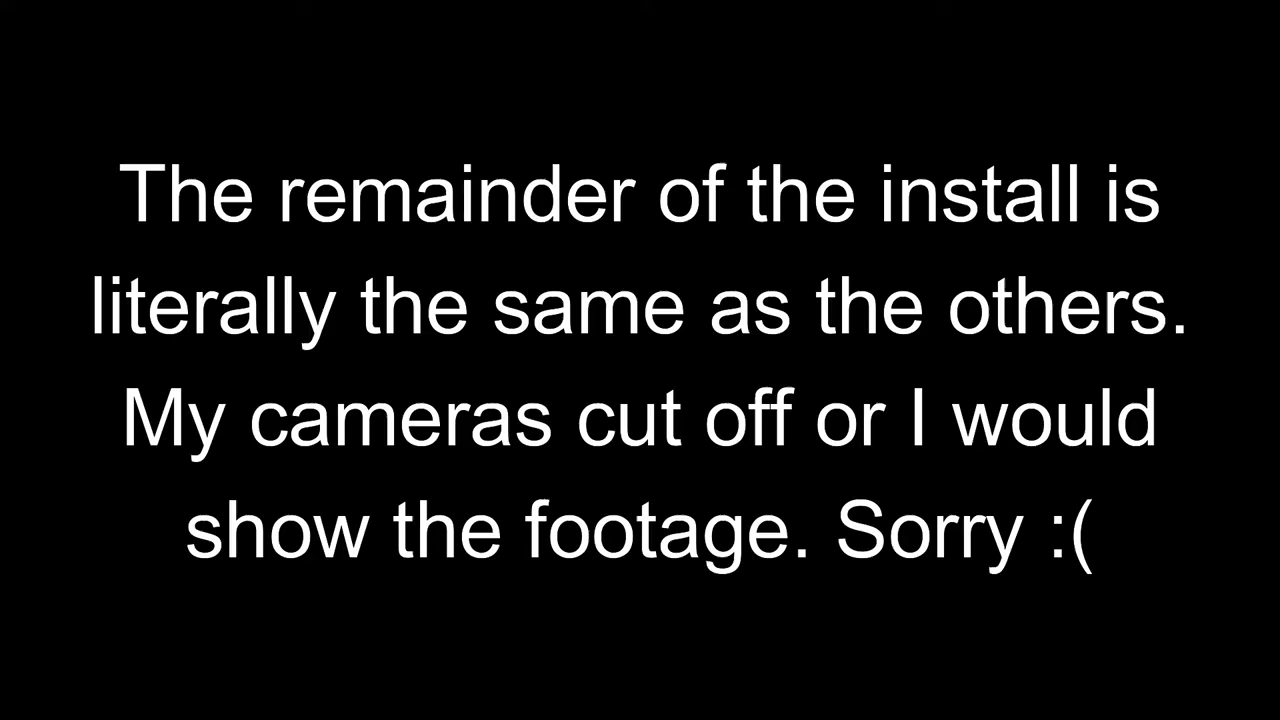 The remainder of the install is
literally the same as the others.
My cameras cut off or I would
show the footage. Sorry :(